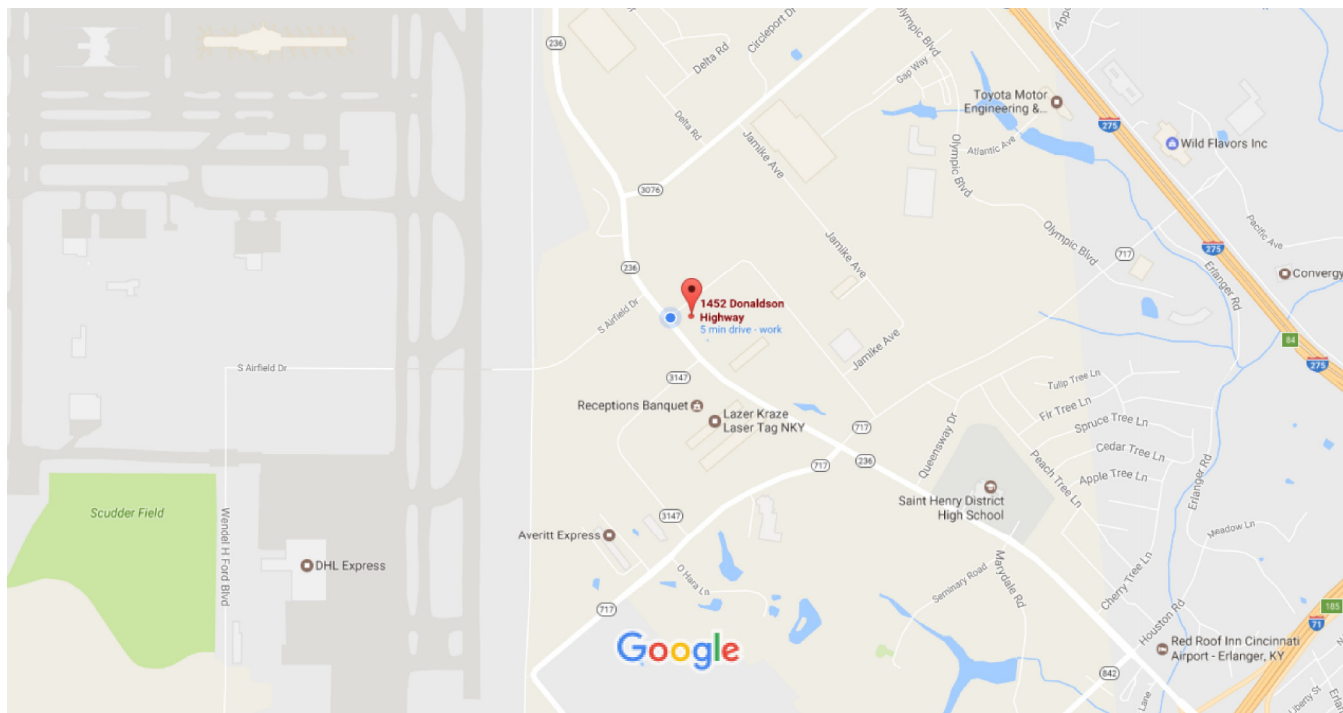 236
Delta Rd
Circleport Dr
Olympic Blvd
Gap Way
Toyota Motor
Engineering &...
275
Delta Rd
Jamike Ave
Atlantic Ave
Olympic Blvd
Wild Flavors Inc
3076
Jamike Ave
Olympic Blvd
717
Pacific Ave
275
236
Erlanger Rd
Convergy
S Airfield Dr
1452 Donaldson
Highway
5 min drive - work
84
275
S Airfield Dr
3147
Jamike Ave
Tulip Tree Ln
Receptions Banquet
Lazer Kraze
Laser Tag NKY
Fir Tree Ln
Spruce Tree Ln
717
Queensway Dr
Cedar Tree Ln
717
236
Peach Tree Ln
Apple Tree Ln
Erlanger Rd
Saint Henry District
High School
Scudder Field
Wendel H Ford Blvd
3147
Averitt Express
Meadow Ln
DHL Express
O Hara Ln
Seminary Road
Marydale Rd
Cherry Tree Ln
717
Houston Rd
185
71
Google
Red Roof Inn Cincinnati
Airport - Erlanger, KY
842
Lane
Liberty St